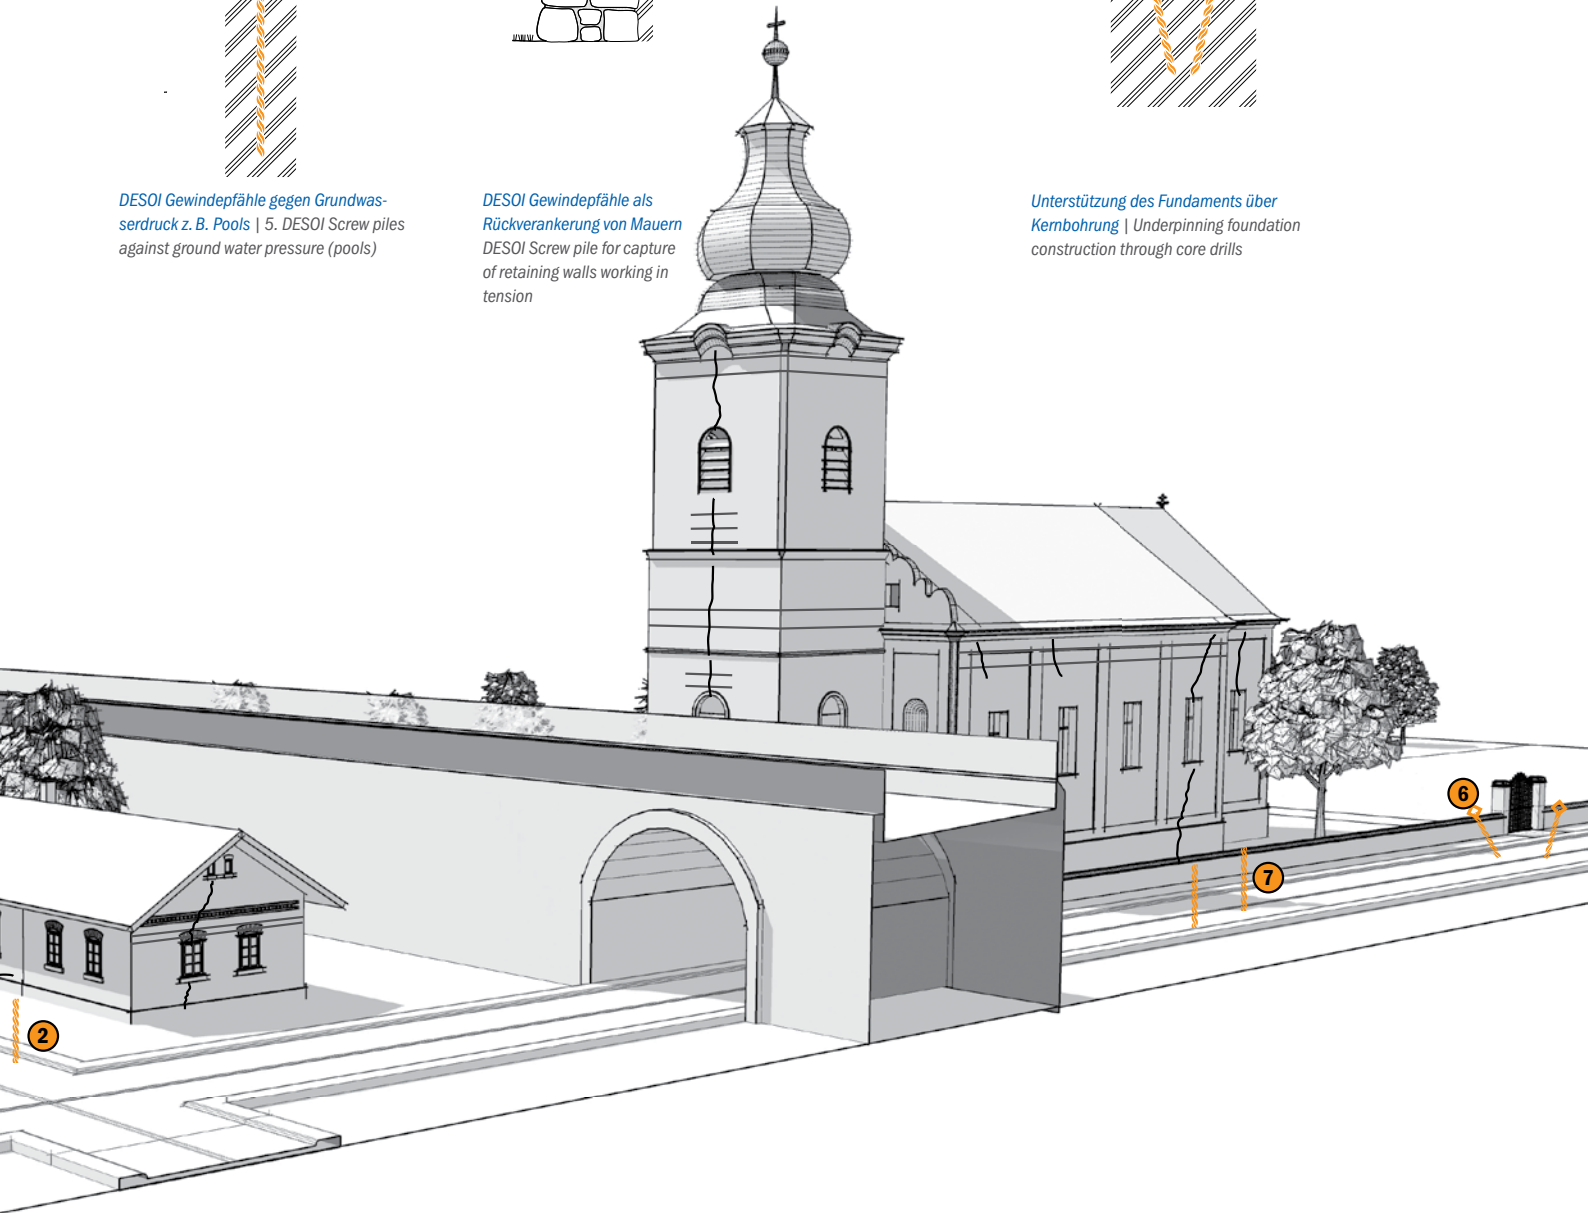 DESOI Gewindepfähle gegen Grundwas-
serdruck z. B. Pools | 5. DESOI Screw piles
against ground water pressure (pools)
DESOI Gewindepfähle als
Rückverankerung von Mauern
DESOI Screw pile for capture
of retaining walls working in
tension
Unterstützung des Fundaments über
Kernbohrung | Underpinning foundation
construction through core drills
6
7
2